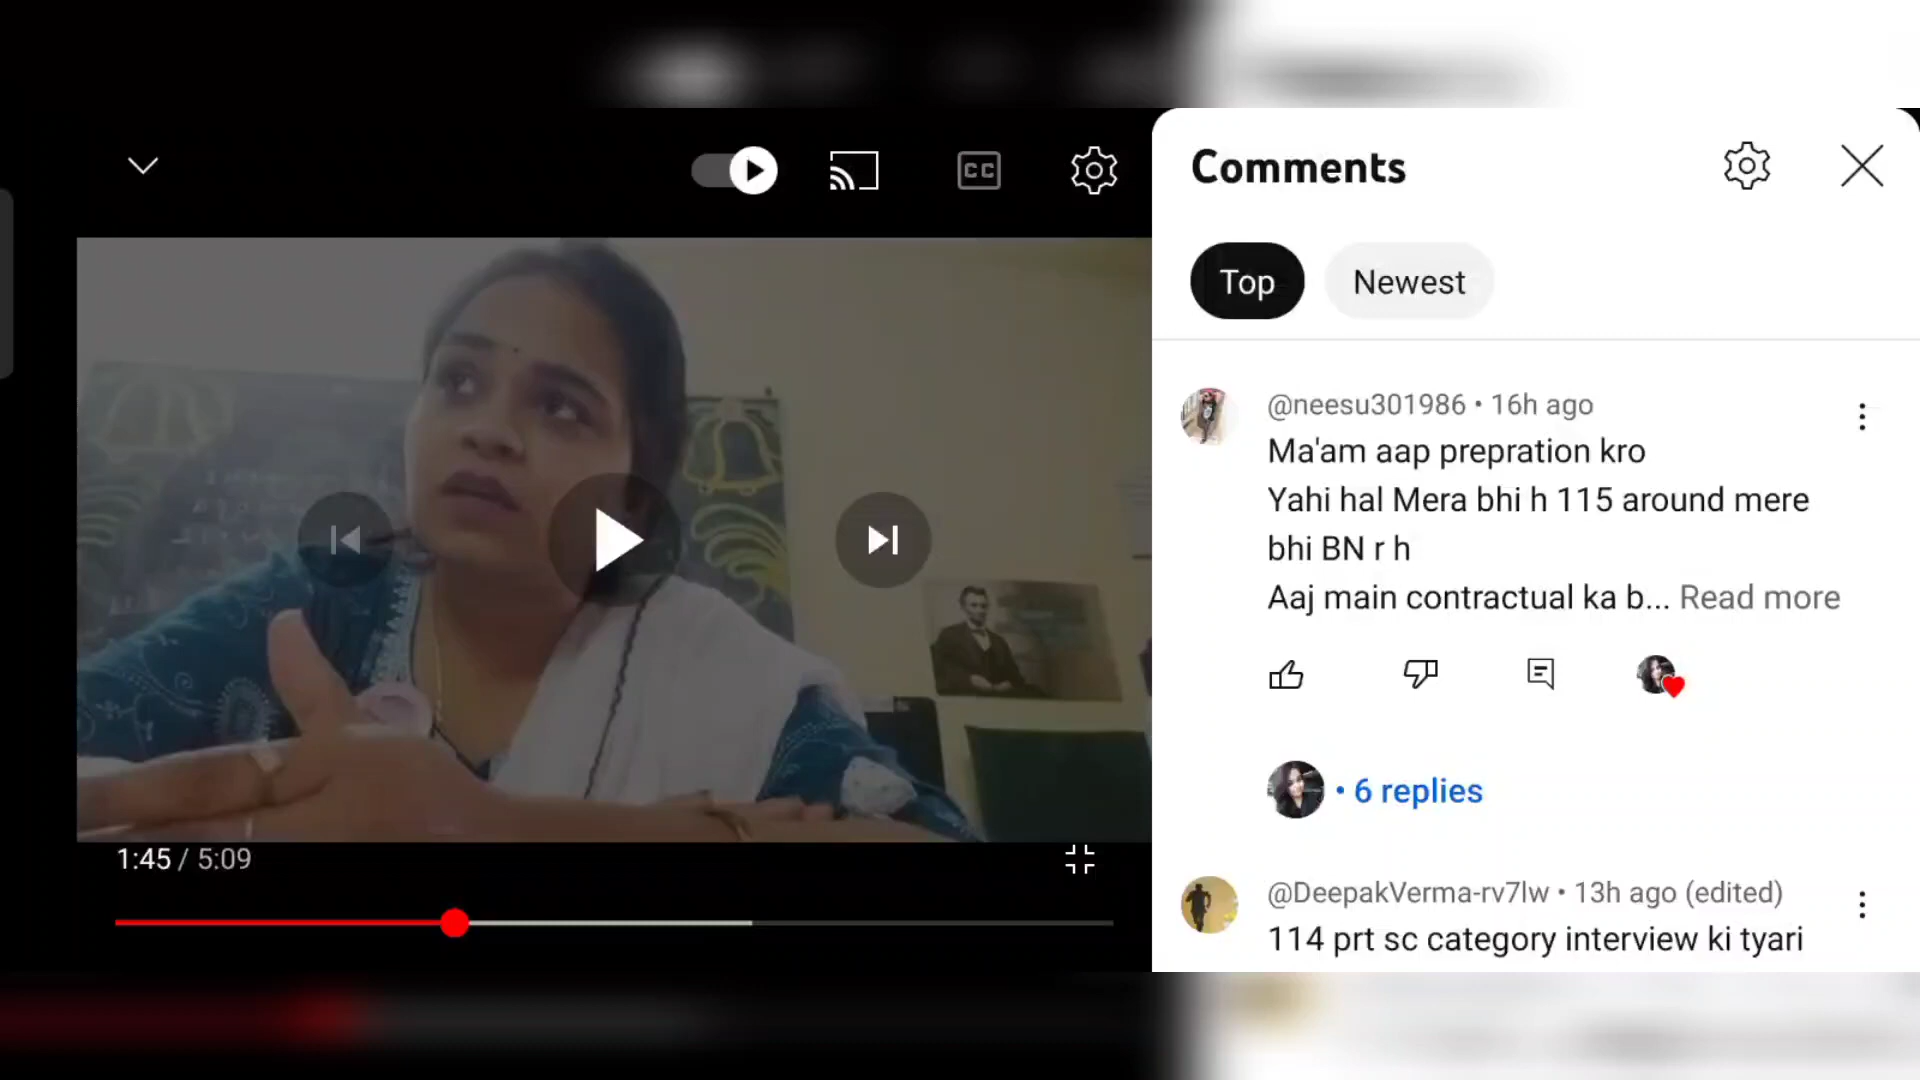 CC
Comments
Top
Newest
@neesu301986 • 16h ago
Ma'am aap prepration kro
Yahi hal Mera bhi h 115 around mere
bhi BN r h
Aaj main contractual ka b... Read more
• 6 replies
1:45 / 5:09
@DeepakVerma-rv7lw • 13h ago (edited)
114 prt sc category interview ki tyari